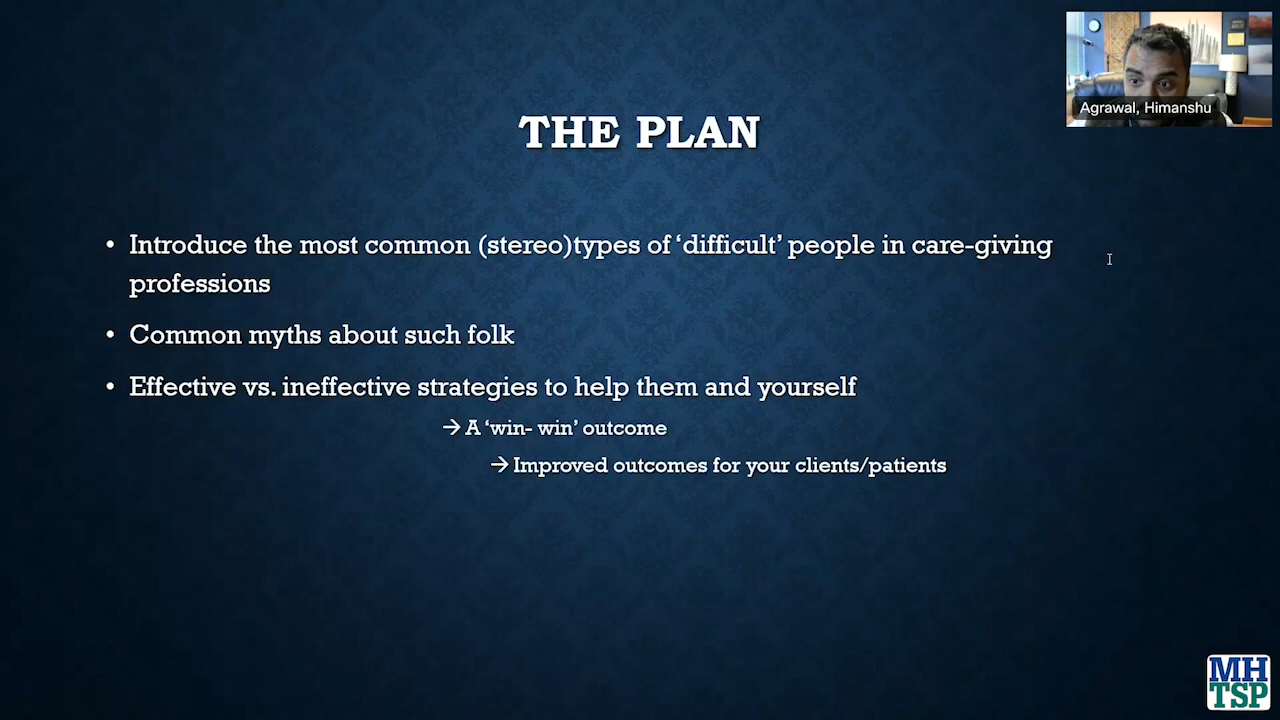 Agrawal, Himanshu
THE PLAN
• Introduce the most common (stereo)types of ‘difficult’ people in care-giving
professions
• Common myths about such folk
• Effective vs. ineffective strategies to help them and yourself
→ A ‘win- win’ outcome
→ Improved outcomes for your clients/patients
MH
TSP